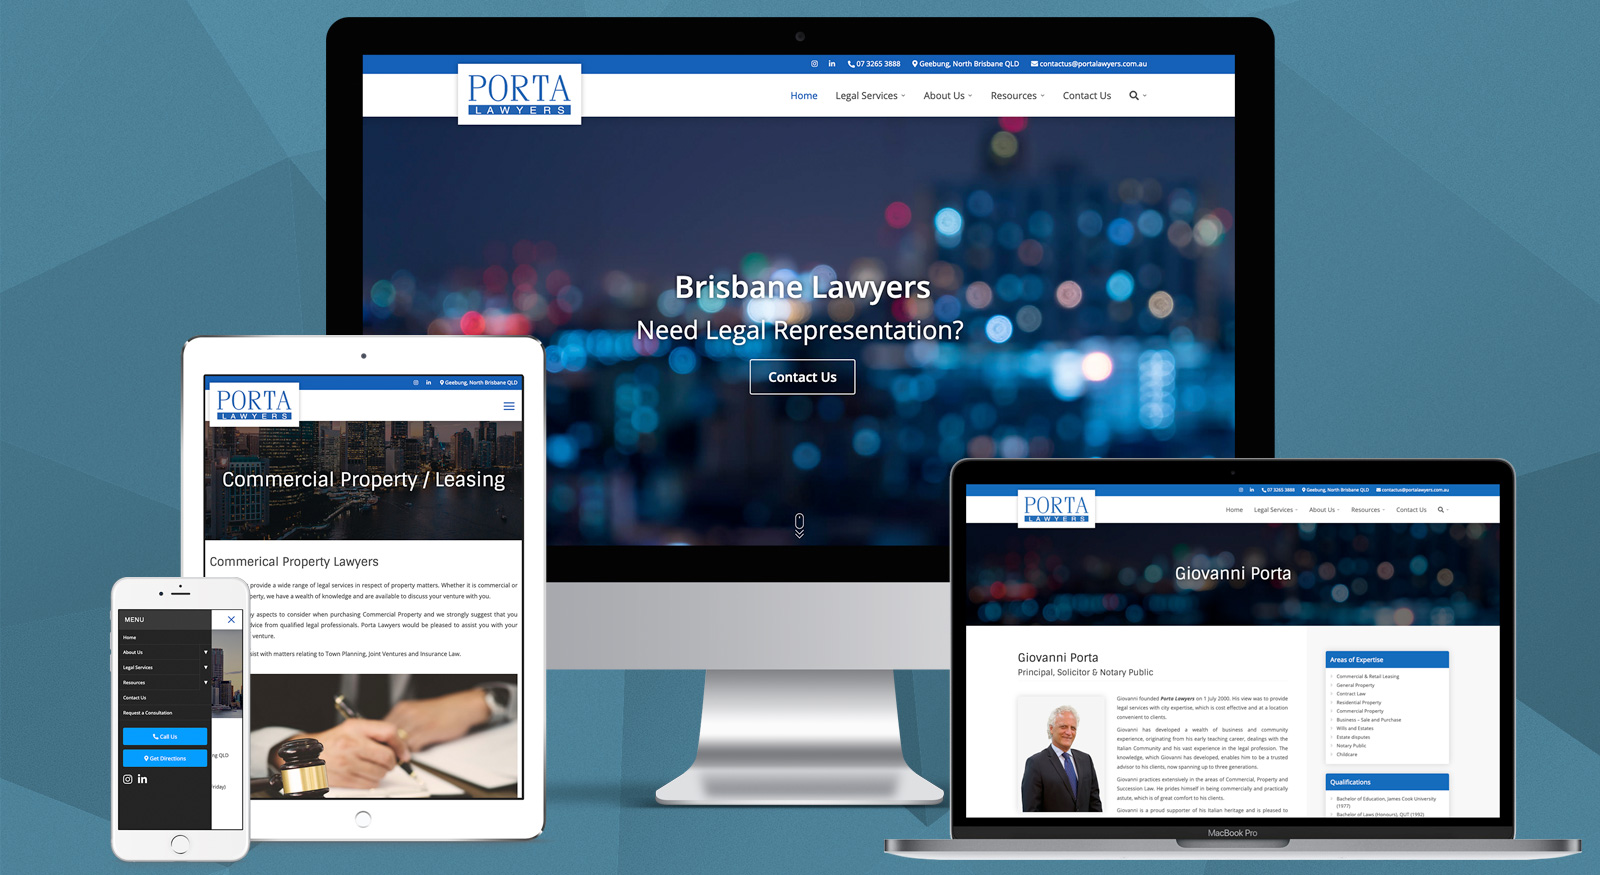 07 3265 3888 Geebung, North Brisbane QLD contactus@portalawyers.com.au
PORTA
LAWYERS
Home Legal Services About Us Resources Contact Us
Brisbane Lawyers
Need Legal Representation?
Contact Us
Geebung, North Brisbane QLD
PORTA
LAWYERS
Commercial Property / Leasing
Commerical Property Lawyers
provide a wide range of legal services in respect of property matters. Whether it is commercial or
perty, we have a wealth of knowledge and are available to discuss your venture with you.
y aspects to consider when purchasing Commercial Property and we strongly suggest that you
dvice from qualified legal professionals. Porta Lawyers would be pleased to assist you with your
venture.
sist with matters relating to Town Planning, Joint Ventures and Insurance Law.
MENU
Home
About Us
Legal Services
Resources
Contact Us
Request a Consultation
Call Us
Get Directions
ng QLD
riday)
07 3265 3888 Geebung, North Brisbane QLD contactus@portalawyers.com.au
PORTA
LAWYERS
Home Legal Services About Us Resources Contact Us
Giovanni Porta
Giovanni Porta
Principal, Solicitor & Notary Public
Giovanni founded Porta Lawyers on 1 July 2000. His view was to provide
legal services with city expertise, which is cost effective and at a location
convenient to clients.
Giovanni has developed a wealth of business and community
experience, originating from his early teaching career, dealings with the
Italian Community and his vast experience in the legal profession. The
knowledge, which Giovanni has developed, enables him to be a trusted
advisor to his clients, now spanning up to three generations.
Giovanni practices extensively in the areas of Commercial, Property and
Succession Law. He prides himself in being commercially and practically
astute, which is of great comfort to his clients.
Giovanni is a proud supporter of his Italian heritage and is pleased to
Areas of Expertise
Commercial & Retail Leasing
General Property
Contract Law
Residential Property
Commercial Property
Business – Sale and Purchase
Wills and Estates
Estate disputes
Notary Public
Childcare
Qualifications
Bachelor of Education, James Cook University
(1977)
Bachelor of Laws (Honours), QUT (1992)
MacBook Pro